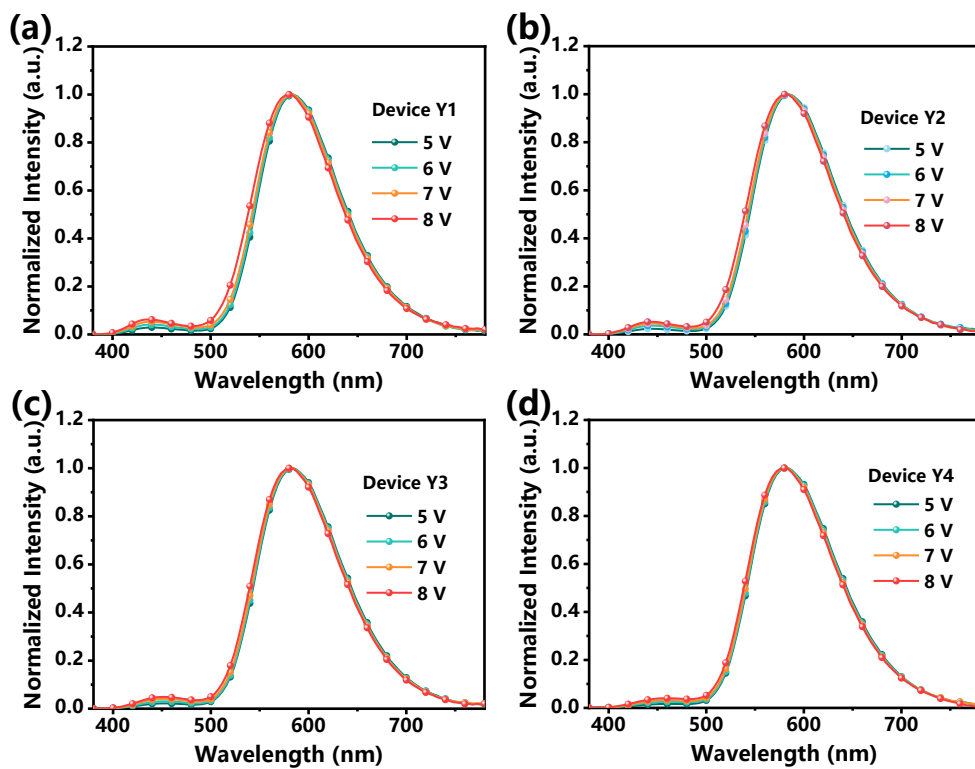 (a)
1.2
1.0
0.8
0.6
0.4
0.2
0.0
Normalized Intensity (a.u.)
Device Y1
5 V
6 V
7 V
8 V
400 500 600 700
Wavelength (nm)
(b)
1.2
1.0
0.8
0.6
0.4
0.2
0.0
Normalized Intensity (a.u.)
Device Y2
5 V
6 V
7 V
8 V
400 500 600 700
Wavelength (nm)
(c)
1.2
1.0
0.8
0.6
0.4
0.2
0.0
Normalized Intensity (a.u.)
Device Y3
5 V
6 V
7 V
8 V
400 500 600 700
Wavelength (nm)
(d)
1.2
1.0
0.8
0.6
0.4
0.2
0.0
Normalized Intensity (a.u.)
Device Y4
5 V
6 V
7 V
8 V
400 500 600 700
Wavelength (nm)